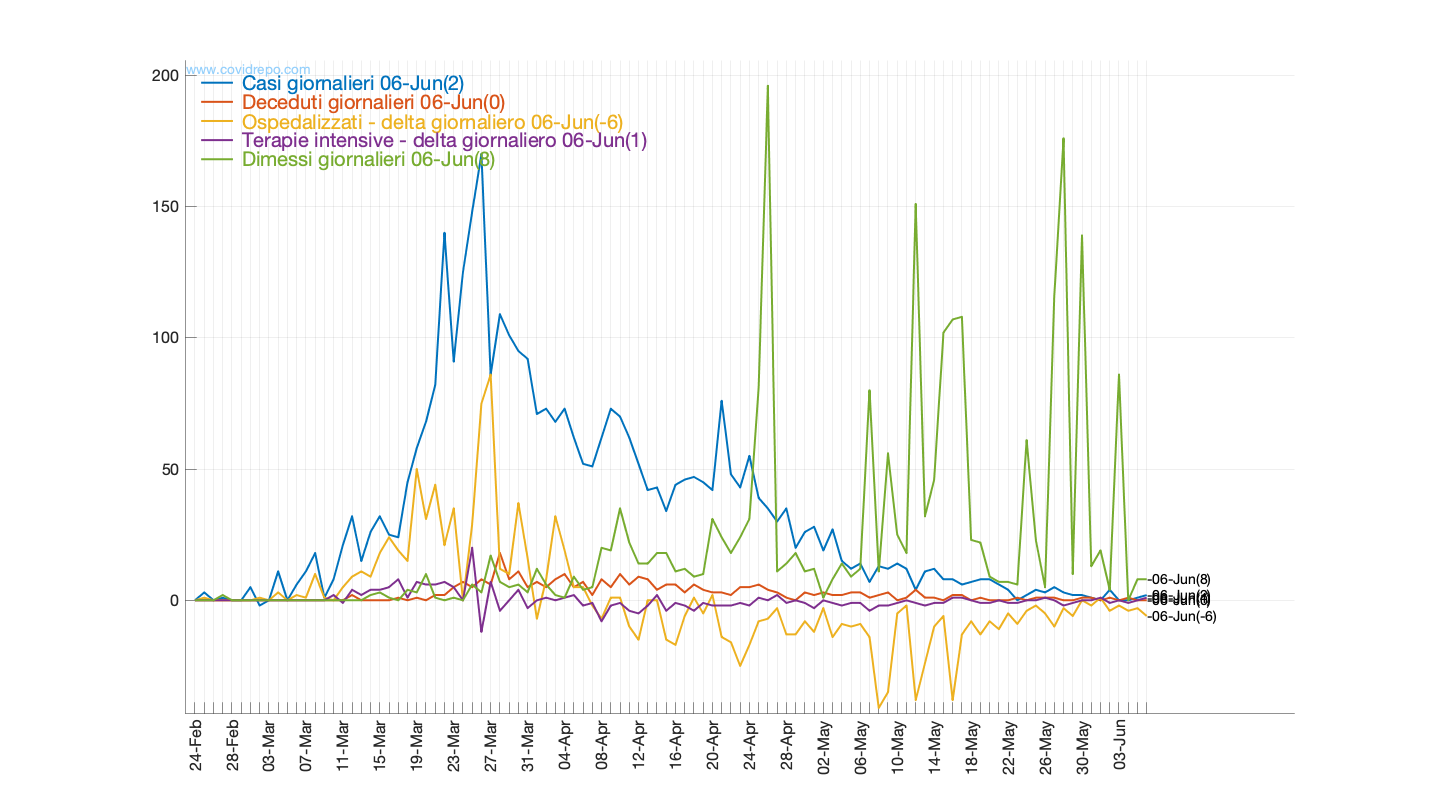 www.covidrepo.com
Casi giornalieri 06-Jun(2)
Deceduti giornalieri 06-Jun(0)
Ospedalizzati - delta giornaliero 06-Jun(-6)
Terapie intensive - delta giornaliero 06-Jun(1)
Dimessi giornalieri 06-Jun(8)
200
150
100
50
0
-06-Jun(8)
-06-Jun(2)
-06-Jun(-6)
24-Feb
28-Feb
03-Mar
07-Mar
11-Mar
15-Mar
19-Mar
23-Mar
27-Mar
31-Mar
04-Apr
08-Apr
12-Apr
16-Apr
20-Apr
24-Apr
28-Apr
02-May
06-May
10-May
14-May
18-May
22-May
26-May
30-May
03-Jun